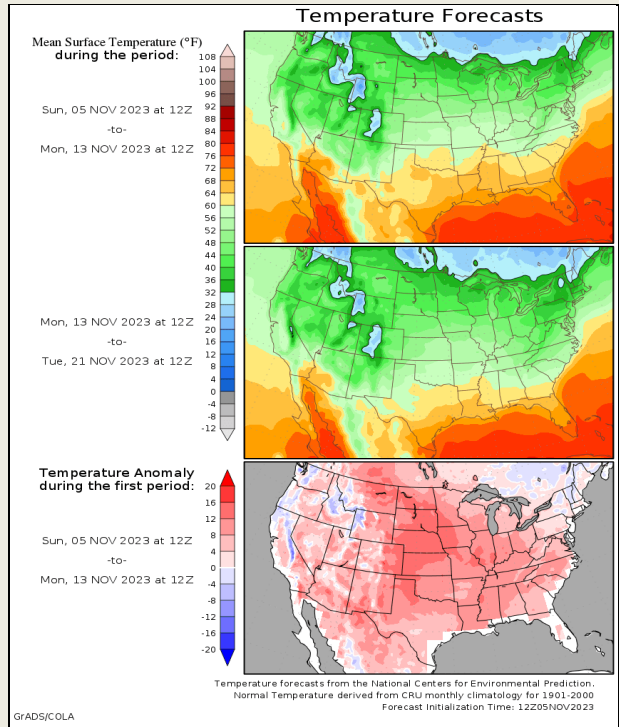 Temperature Forecasts
Mean Surface Temperature (°F)
during the period:
Sun, 05 NOV 2023 at 12Z
-to-
Mon, 13 NOV 2023 at 12Z
108
104
100
96
92
88
84
80
76
72
68
64
60
56
52
48
44
40
36
32
28
24
20
16
12
8
4
0
-4
-8
-12
Mon, 13 NOV 2023 at 12Z
-to-
Tue, 21 NOV 2023 at 12Z
Temperature Anomaly
during the first period:
Sun, 05 NOV 2023 at 12Z
-to-
Mon, 13 NOV 2023 at 12Z
20
16
12
8
4
0
-4
-8
-12
-16
-20
Temperature forecasts from the National Centers for Environmental Prediction.
Normal Temperature derived from CRU monthly climatology for 1901-2000
Forecast Initialization Time: 12Z05NOV2023
GrADS/COLA